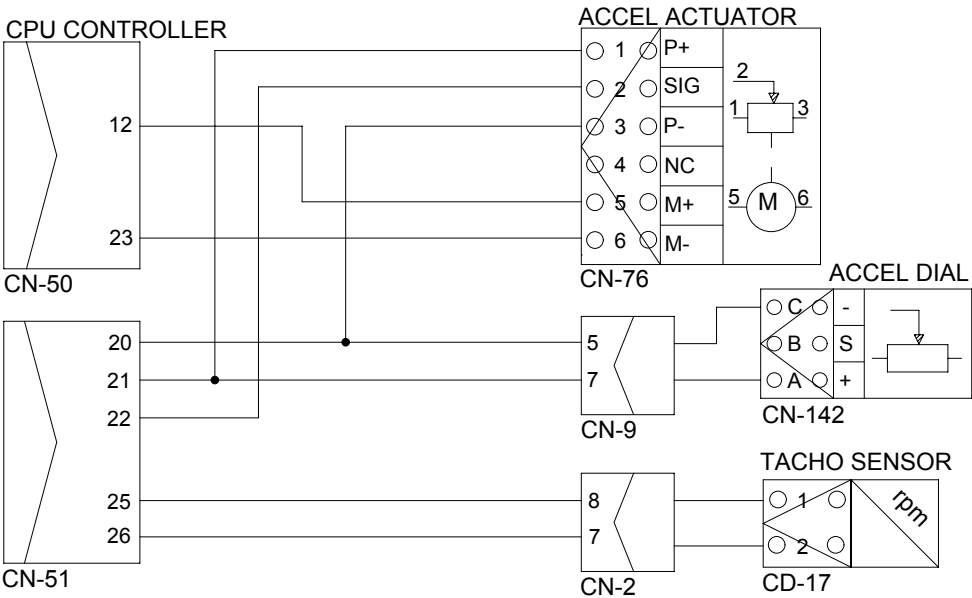 CPU CONTROLLER
12
23
CN-50
20
21
22
25
26
CN-51
ACCEL ACTUATOR
1 P+
2 SIG
3 P-
4 NC
5 M+
6 M-
2
1 3
5 M 6
CN-76
5
7
CN-9
ACCEL DIAL
C -
B S
A +
CN-142
8
7
CN-2
TACHO SENSOR
1
2
rpm
CD-17